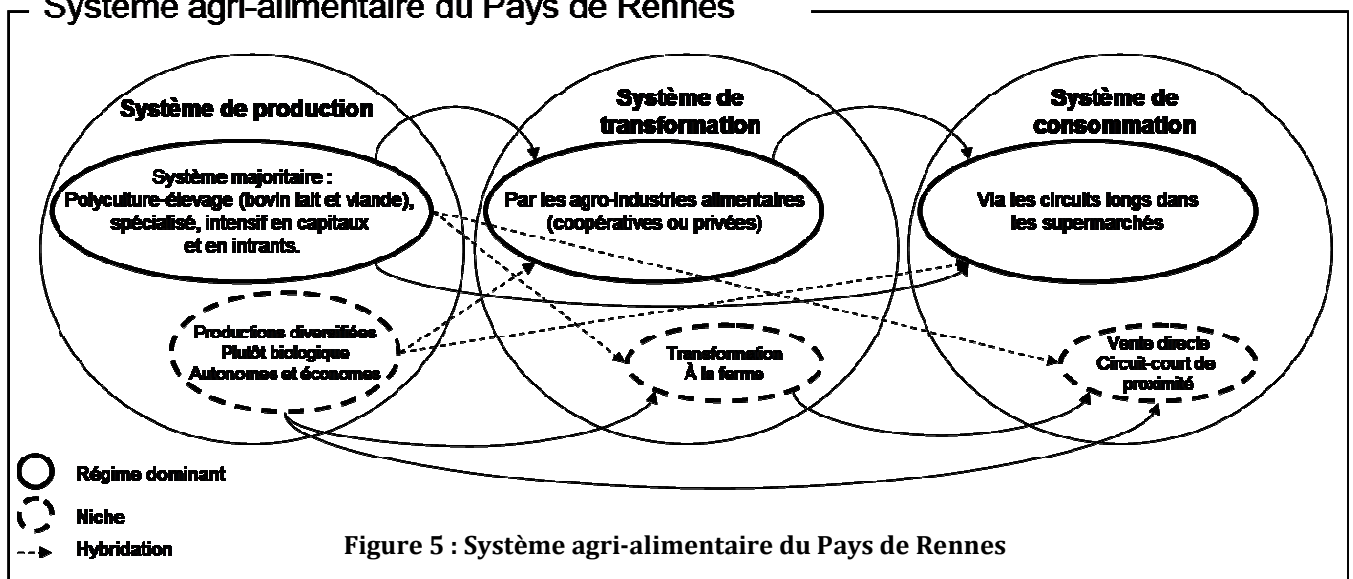 Système agri-alimentaire du Pays de Rennes
Système de production
Système majoritaire :
Polyculture-élevage (bovin lait et viande),
spécialisé, intensif en capitaux
et en intrants.
Productions diversifiées
Plutôt biologique
Autonomes et économes
Système de
transformation
Par les agro-industries alimentaires
(coopératives ou privées)
Transformation
À la ferme
Système de
consommation
Via les circuits longs dans
les supermarchés
Vente directe
Circuit-court de
proximité
Régime dominant
Niche
Hybridation
Figure 5 : Système agri-alimentaire du Pays de Rennes